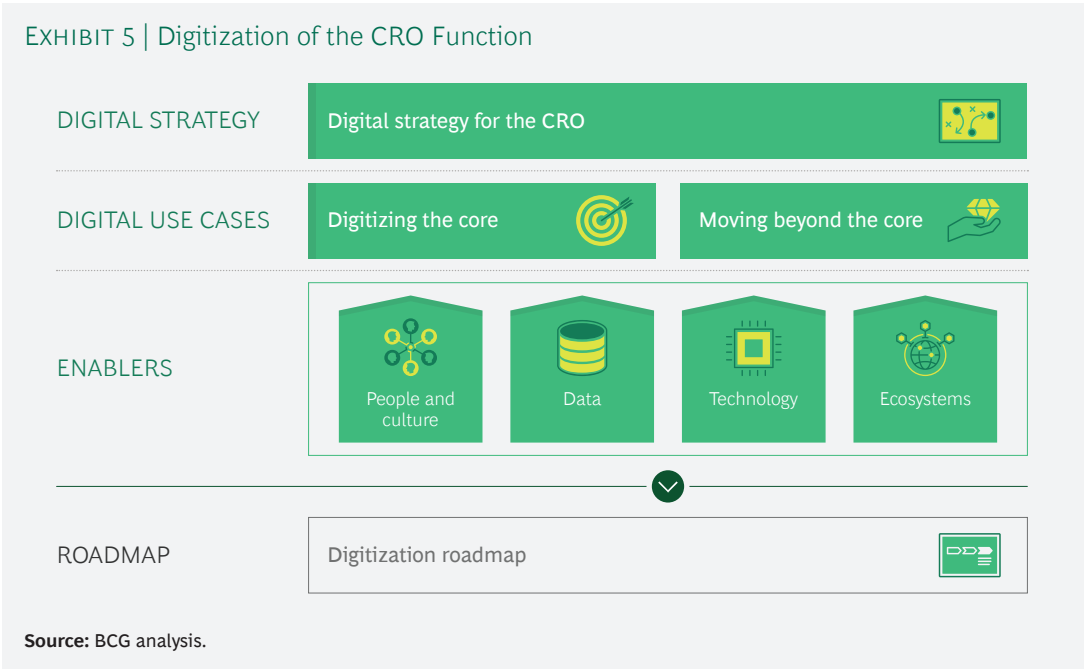 EXHIBIT 5 | Digitization of the CRO Function
DIGITAL STRATEGY
Digital strategy for the CRO
DIGITAL USE CASES
Digitizing the core
Moving beyond the core
ENABLERS
People and
culture
Data
Technology
Ecosystems
ROADMAP
Digitization roadmap
Source: BCG analysis.